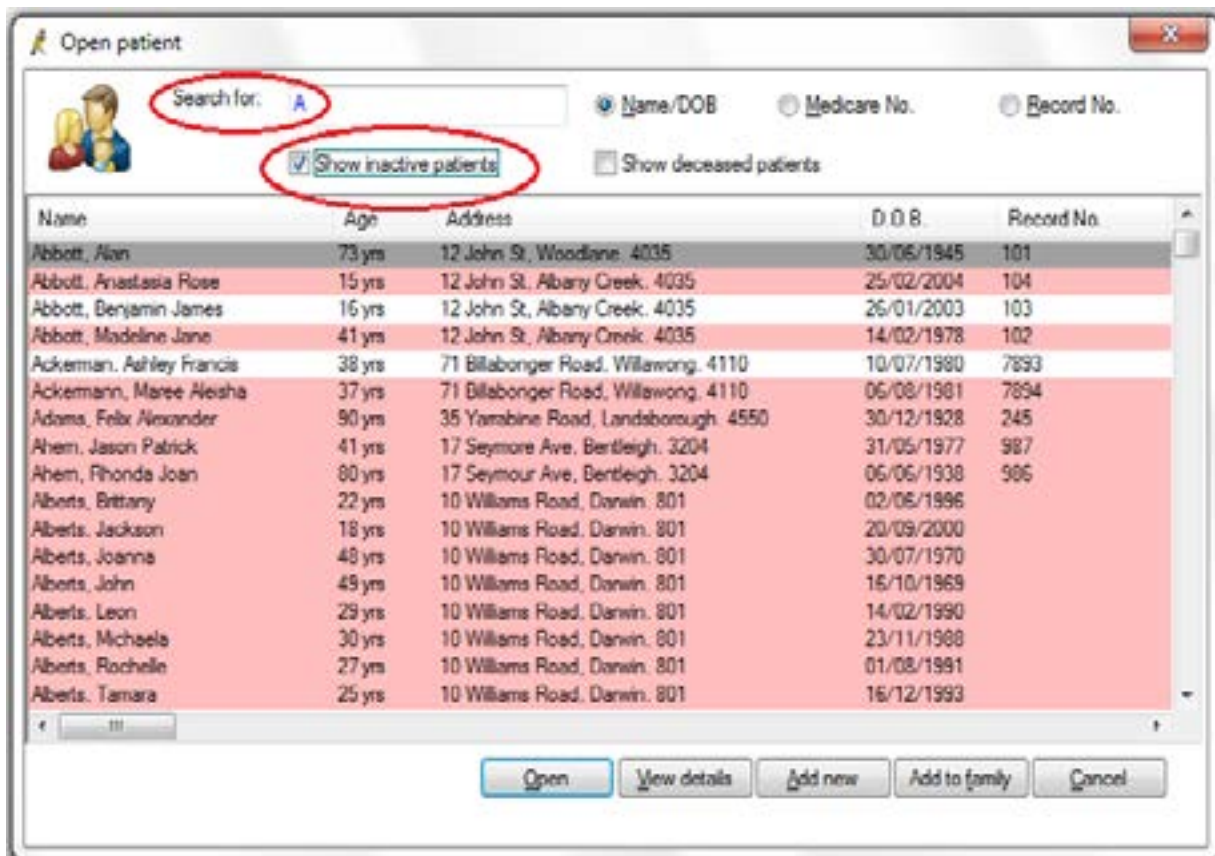 Open patient
Search for: A Name/DOB Medicare No. Record No.
Show inactive patients Show deceased patients
Name Age Address D.O.B. Record No.
Abbott, Alan 73 yrs 12 John St, Woodlane. 4035 30/06/1945 101
Abbott, Anastasia Rose 15 yrs 12 John St, Albany Creek. 4035 25/02/2004 104
Abbott, Benjamin James 16 yrs 12 John St, Albany Creek. 4035 26/01/2003 103
Abbott, Madeline Jane 41 yrs 12 John St, Albany Creek. 4035 14/02/1978 102
Ackerman, Ashley Francis 38 yrs 71 Billabonger Road, Willawong. 4110 10/07/1980 7893
Ackermann, Maree Aleisha 37 yrs 71 Billabonger Road, Willawong. 4110 06/08/1981 7894
Adams, Felix Alexander 90 yrs 35 Yarrabine Road, Landsborough. 4550 30/12/1928 245
Ahern, Jason Patrick 41 yrs 17 Seymore Ave, Bentleigh. 3204 31/05/1977 987
Ahern, Rhonda Joan 80 yrs 17 Seymour Ave, Bentleigh. 3204 06/06/1938 986
Alberts, Brittany 22 yrs 10 Williams Road, Darwin. 801 02/06/1996
Alberts, Jackson 18 yrs 10 Williams Road, Darwin. 801 20/09/2000
Alberts, Joanna 48 yrs 10 Williams Road, Darwin. 801 30/07/1970
Alberts, John 49 yrs 10 Williams Road, Darwin. 801 16/10/1969
Alberts, Leon 29 yrs 10 Williams Road, Darwin. 801 14/02/1990
Alberts, Michaela 30 yrs 10 Williams Road, Darwin. 801 23/11/1988
Alberts, Rochelle 27 yrs 10 Williams Road, Darwin. 801 01/08/1991
Alberts, Tamara 25 yrs 10 Williams Road, Darwin. 801 16/12/1993
Open View details Add new Add to family Cancel